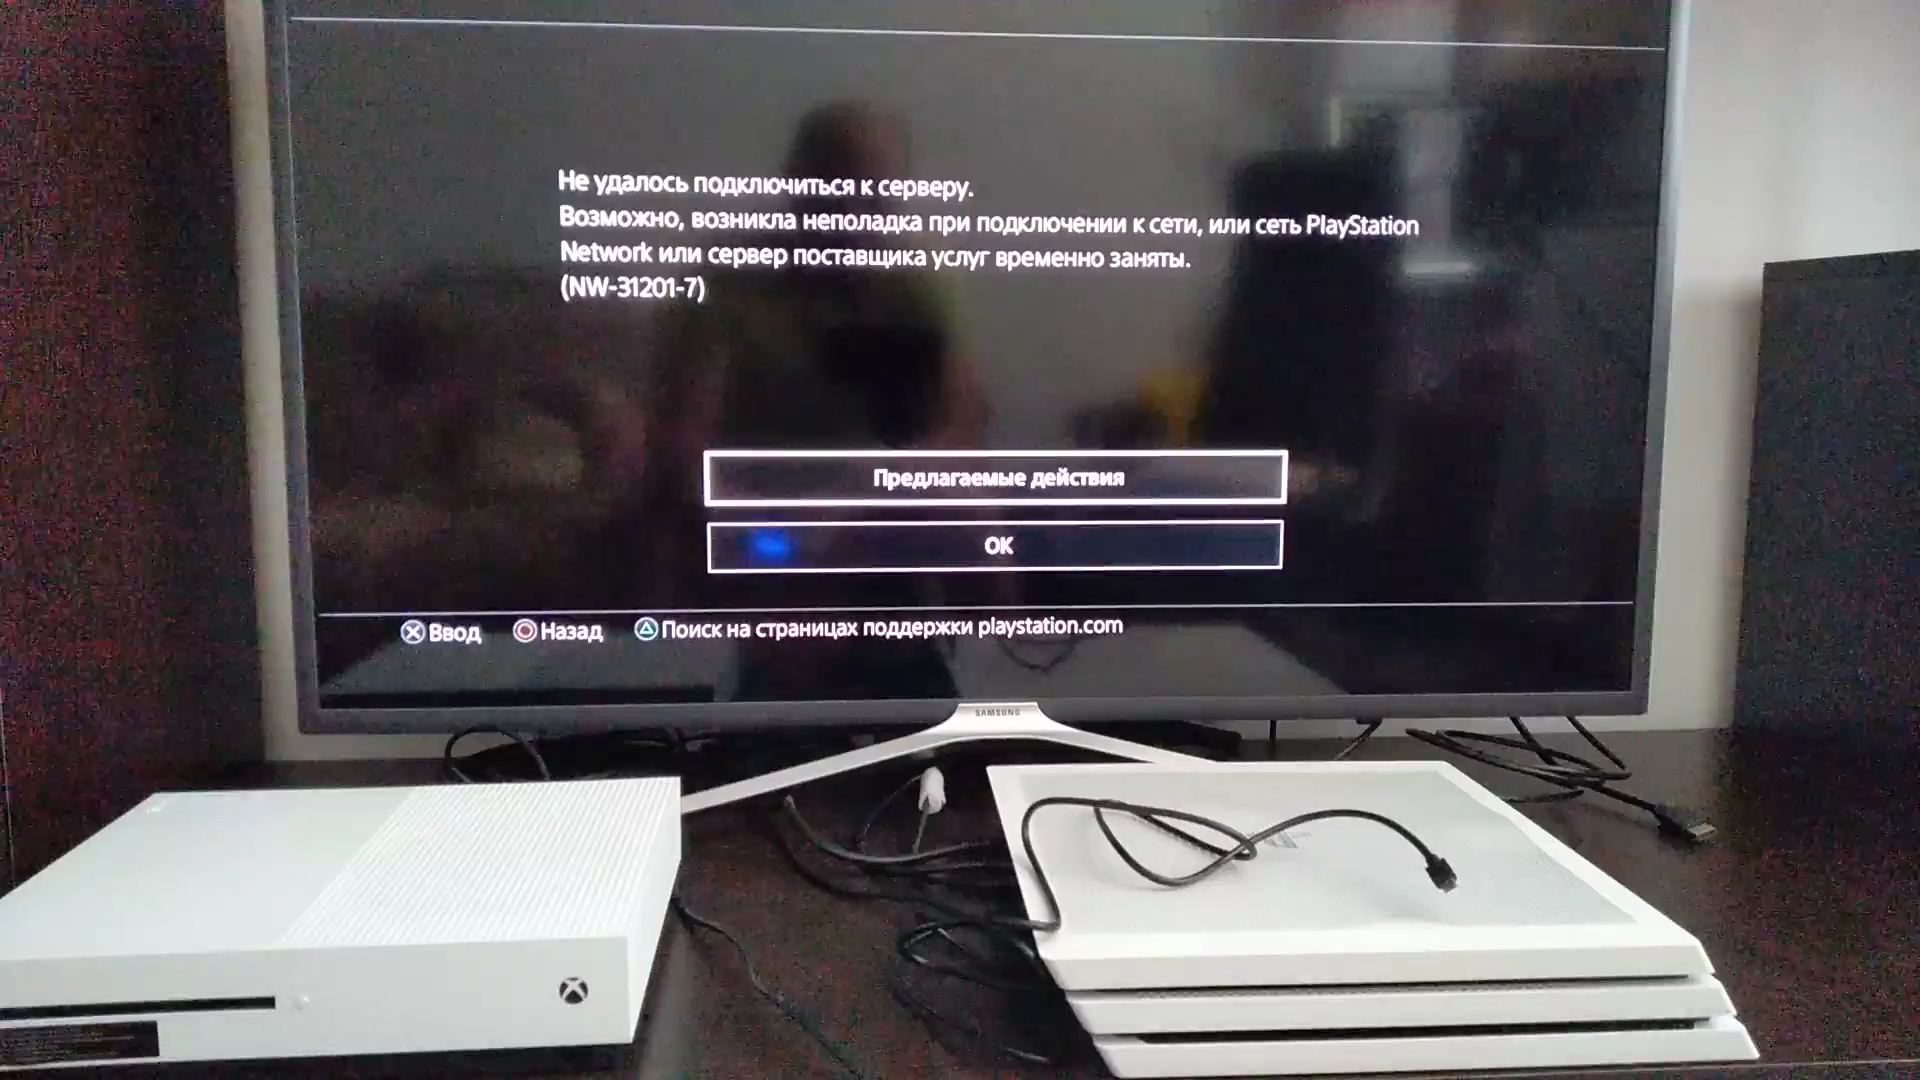 Не удалось подключиться к серверу.
Возможно, возникла неполадка при подключении к сети, или сеть PlayStation
Network или сервер поставщика услуг временно заняты.
(NW-31201-7)
Предлагаемые действия
OK
Ввод Назад Поиск на страницах поддержки playstation.com
SAMSUNG